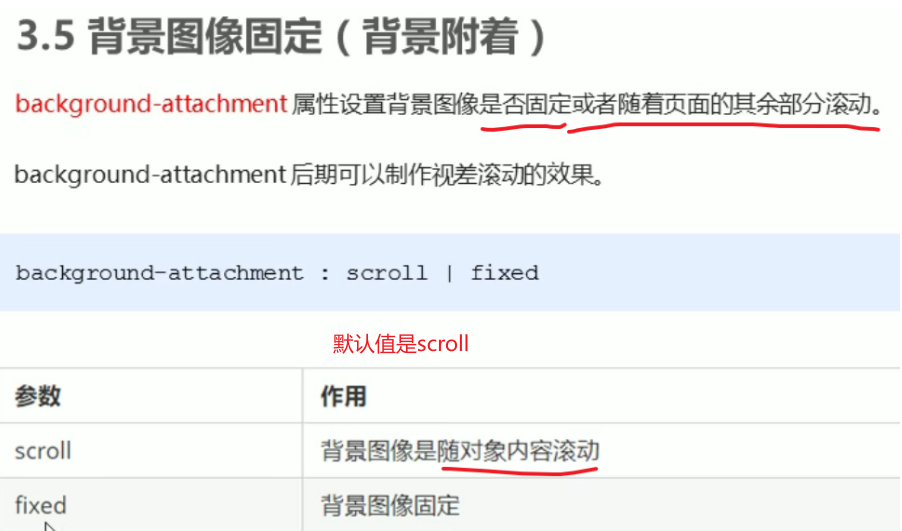 3.5 背景图像固定（背景附着）
background-attachment 属性设置背景图像是否固定或者随着页面的其余部分滚动。
background-attachment 后期可以制作视差滚动的效果。
background-attachment : scroll | fixed
默认值是scroll
参数 作用
scroll 背景图像是随对象内容滚动
fixed 背景图像固定